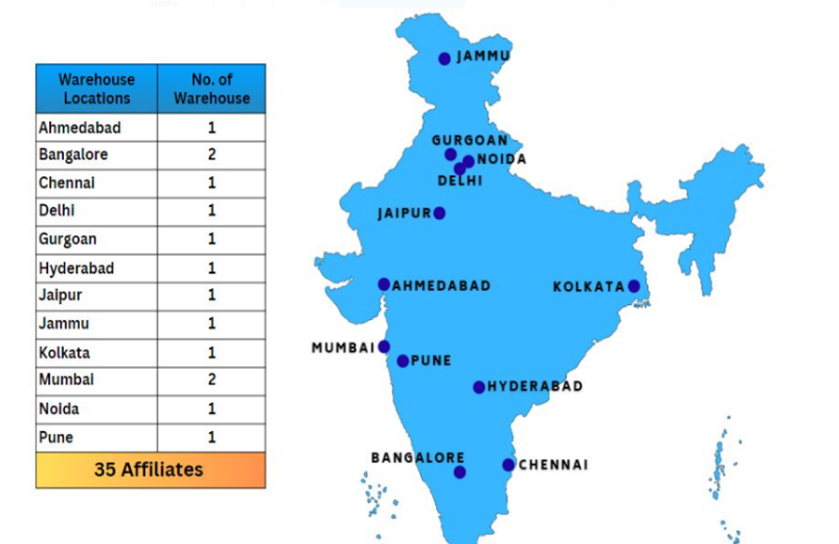 Warehouse Locations No. of Warehouse
Ahmedabad 1
Bangalore 2
Chennai 1
Delhi 1
Gurgoan 1
Hyderabad 1
Jaipur 1
Jammu 1
Kolkata 1
Mumbai 2
Noida 1
Pune 1
35 Affiliates
JAMMU
GURGOAN
NOIDA
DELHI
JAIPUR
AHMEDABAD
KOLKATA
MUMBAI
PUNE
HYDERABAD
BANGALORE
CHENNAI